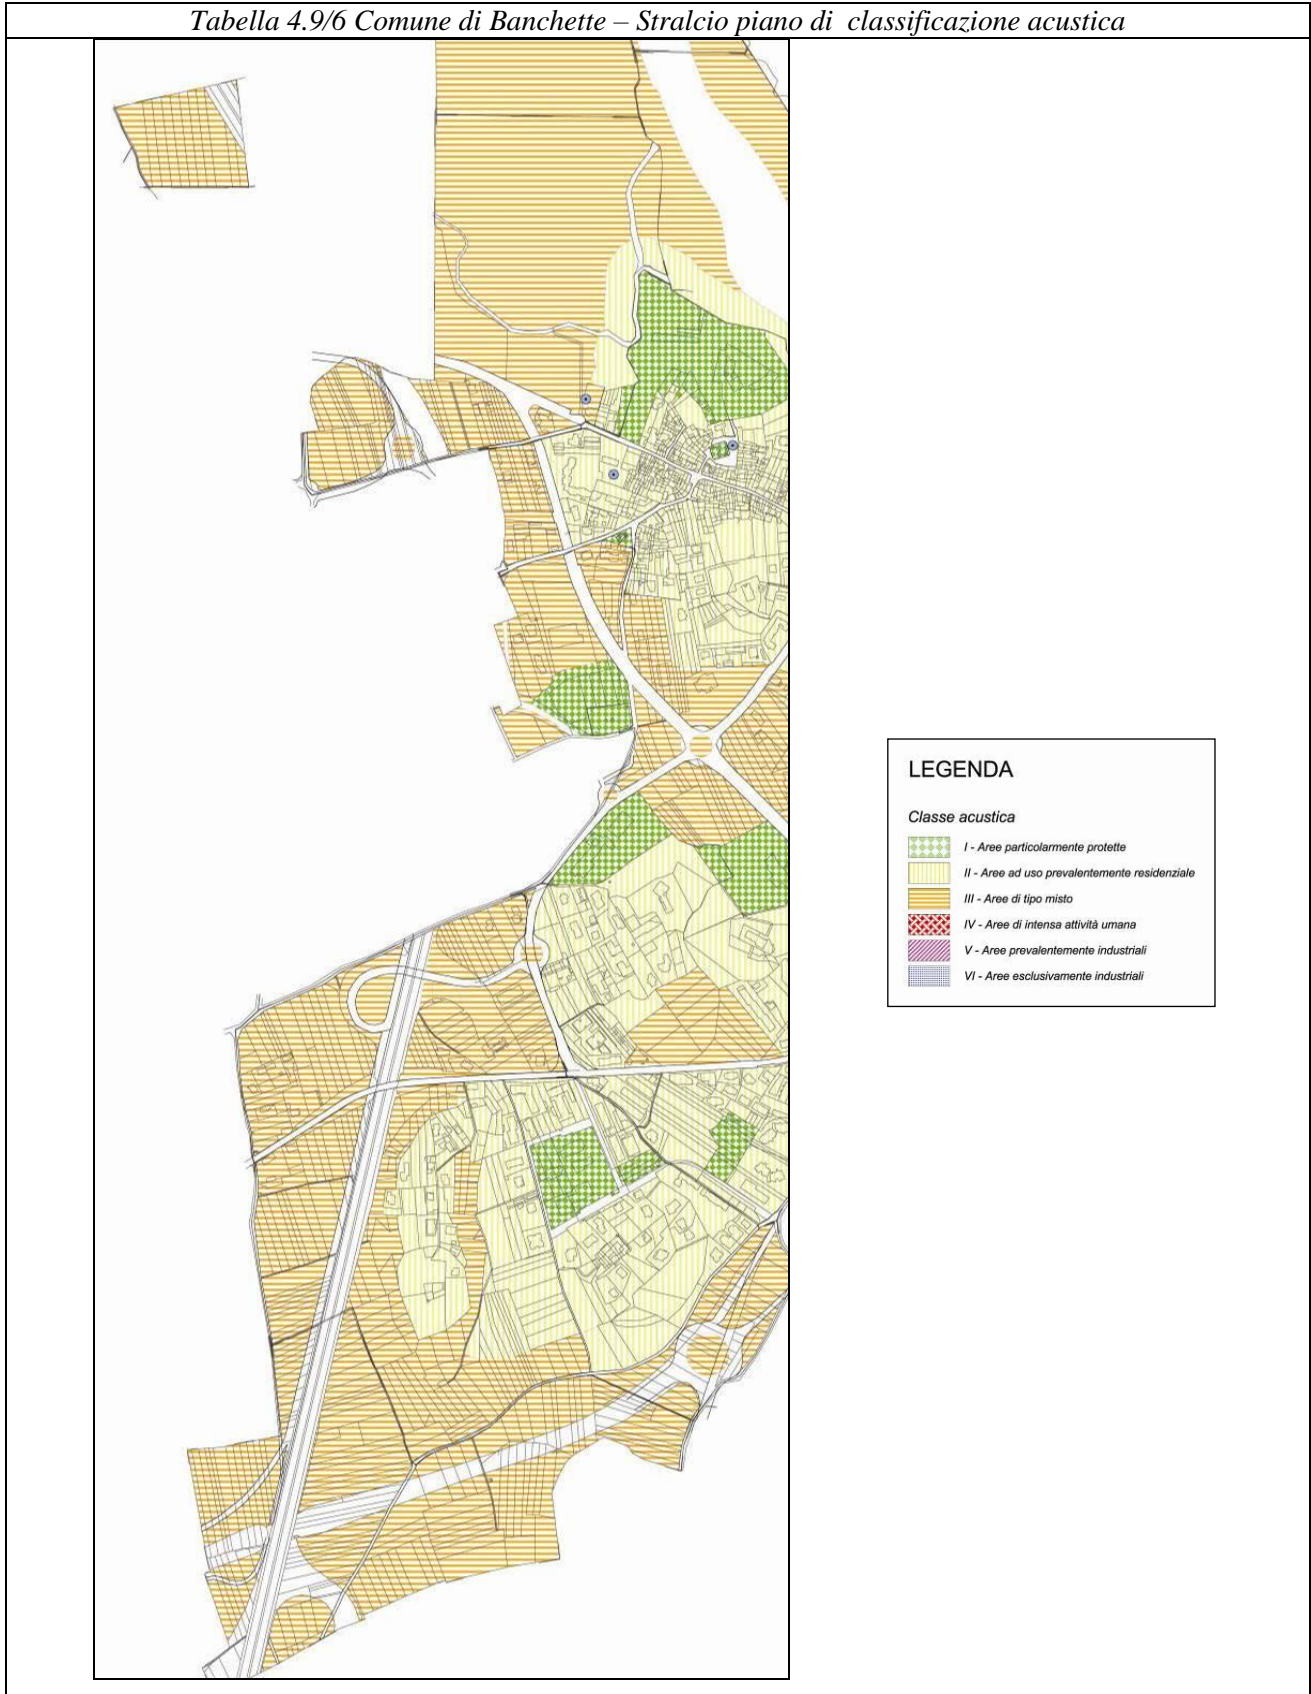 Tabella 4.9/6 Comune di Banchette – Stralcio piano di classificazione acustica
LEGENDA
Classe acustica
I - Aree particolarmente protette
II - Aree ad uso prevalentemente residenziale
III - Aree di tipo misto
IV - Aree di intensa attività umana
V - Aree prevalentemente industriali
VI - Aree esclusivamente industriali